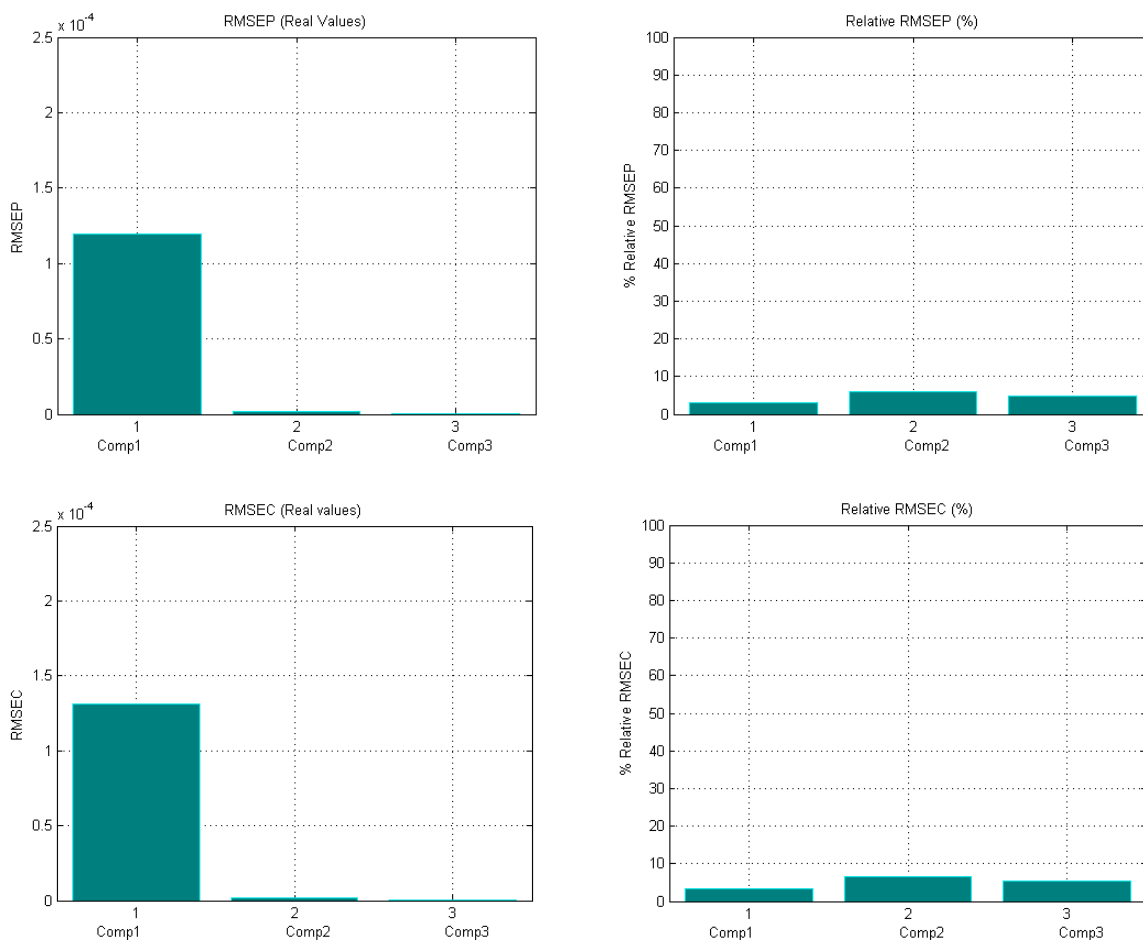 RMSEP (Real Values)
x 10-4
2.5
2
1.5
1
0.5
0
RMSEP
1 2 3
Comp1 Comp2 Comp3
Relative RMSEP (%)
100
90
80
70
60
50
40
30
20
10
0
% Relative RMSEP
1 2 3
Comp1 Comp2 Comp3
RMSEC (Real values)
x 10-4
2.5
2
1.5
1
0.5
0
RMSEC
1 2 3
Comp1 Comp2 Comp3
Relative RMSEC (%)
100
90
80
70
60
50
40
30
20
10
0
% Relative RMSEC
1 2 3
Comp1 Comp2 Comp3